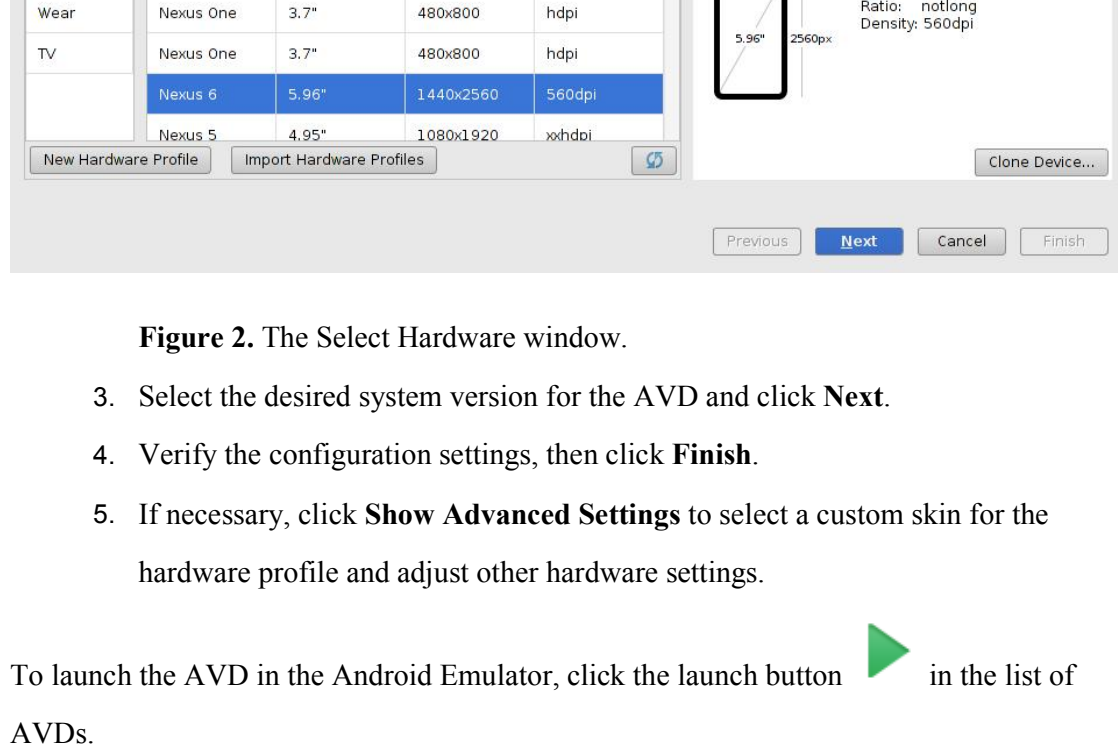 Wear
TV
Nexus One 3.7" 480x800 hdpi
Nexus One 3.7" 480x800 hdpi
Nexus 6 5.96" 1440x2560 560dpi
Nexus 5 4.95" 1080x1920 xxhdpi
New Hardware Profile Import Hardware Profiles
Ratio: notlong
Density: 560dpi
5.96" 2560px
Clone Device...
Previous Next Cancel Finish
Figure 2. The Select Hardware window.
3. Select the desired system version for the AVD and click Next.
4. Verify the configuration settings, then click Finish.
5. If necessary, click Show Advanced Settings to select a custom skin for the
hardware profile and adjust other hardware settings.
To launch the AVD in the Android Emulator, click the launch button in the list of
AVDs.